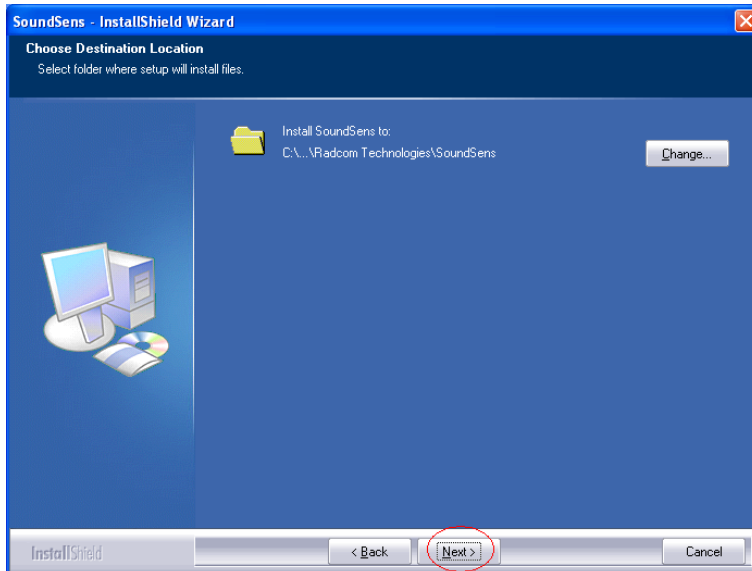 SoundSens - InstallShield Wizard
Choose Destination Location
Select folder where setup will install files.
Install SoundSens to:
C:\...\Radcom Technologies\SoundSens
Change...
InstallShield
< Back
Next >
Cancel